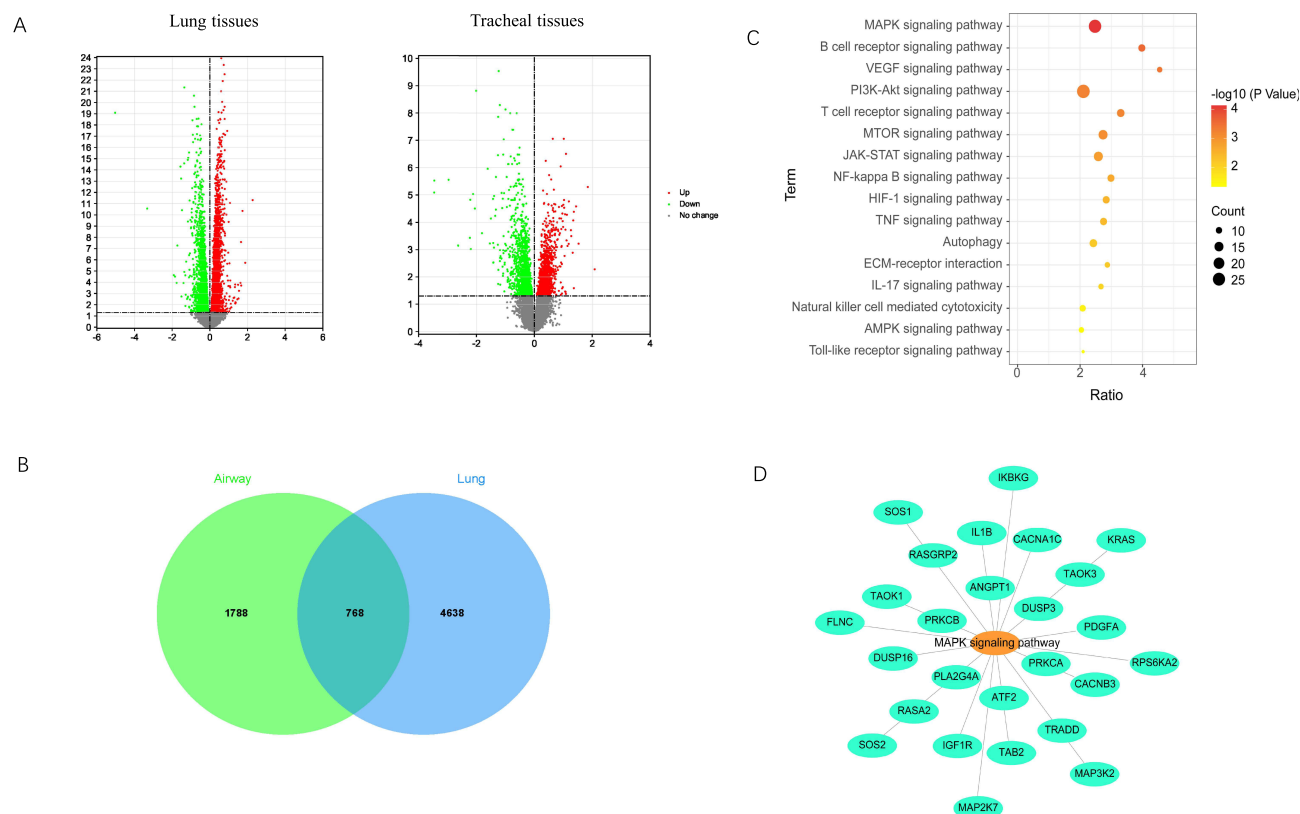 A
Lung tissues
24
23
22
21
20
19
18
17
16
15
14
13
12
11
10
9
8
7
6
5
4
3
2
1
0
-6
-4
-2
0
2
4
6
Tracheal tissues
10
9
8
7
6
5
4
3
2
1
0
-4
-2
0
2
4
Up
Down
No change
C
Term
MAPK signaling pathway
B cell receptor signaling pathway
VEGF signaling pathway
PI3K-Akt signaling pathway
T cell receptor signaling pathway
MTOR signaling pathway
JAK-STAT signaling pathway
NF-kappa B signaling pathway
HIF-1 signaling pathway
TNF signaling pathway
Autophagy
ECM-receptor interaction
IL-17 signaling pathway
Natural killer cell mediated cytotoxicity
AMPK signaling pathway
Toll-like receptor signaling pathway
0
2
4
Ratio
-log10 (P Value)
4
3
2
Count
10
15
20
25
B
Airway
Lung
1788
768
4638
D
IKBKG
SOS1
IL1B
CACNA1C
KRAS
RASGRP2
TAOK3
ANGPT1
TAOK1
DUSP3
FLNC
PRKCB
PDGFA
MAPK signaling pathway
DUSP16
PRKCA
RPS6KA2
PLA2G4A
CACNB3
ATF2
RASA2
TRADD
SOS2
IGF1R
TAB2
MAP3K2
MAP2K7